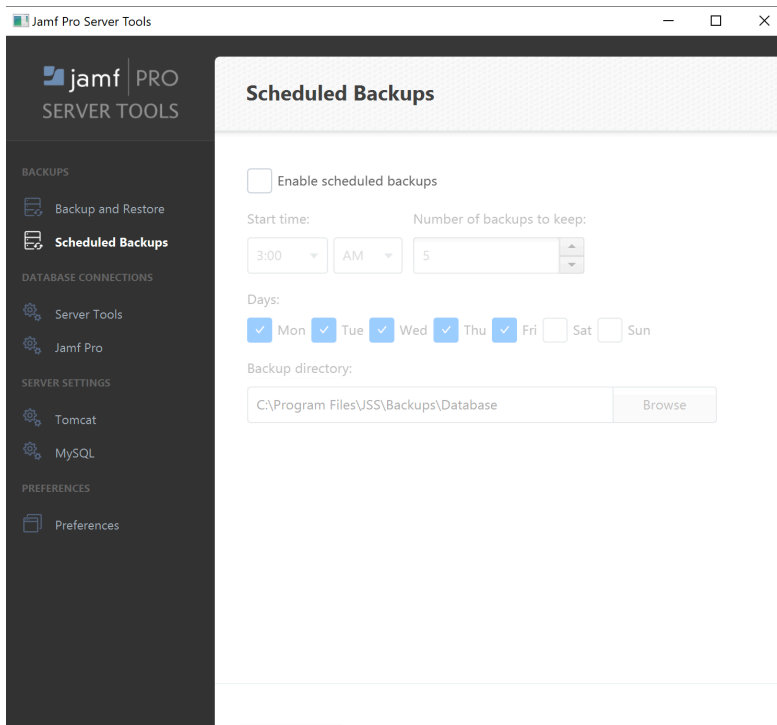 Jamf Pro Server Tools
jamf PRO
SERVER TOOLS
Scheduled Backups
BACKUPS
Backup and Restore
Scheduled Backups
DATABASE CONNECTIONS
Server Tools
Jamf Pro
SERVER SETTINGS
Tomcat
MySQL
PREFERENCES
Preferences
Enable scheduled backups
Start time: Number of backups to keep:
3:00 AM 5
Days:
Mon Tue Wed Thu Fri Sat Sun
Backup directory:
C:\Program Files\JSS\Backups\Database Browse